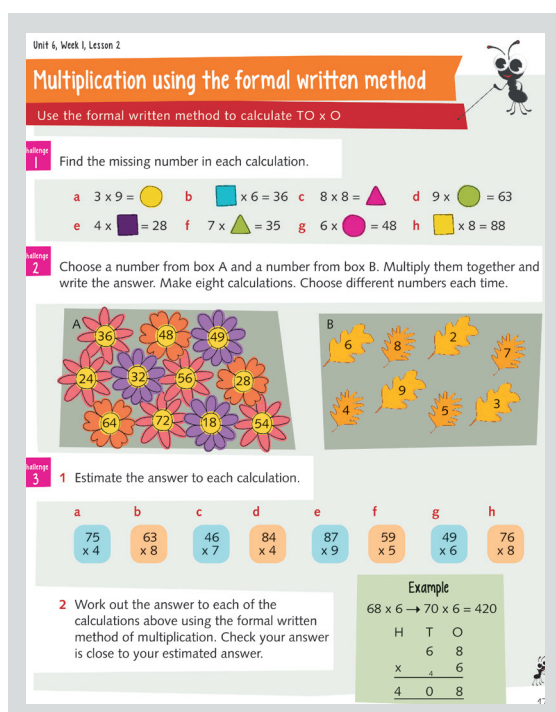 Unit 6, Week 1, Lesson 2
Multiplication using the formal written method
Use the formal written method to calculate TO x O
hallenge
1
Find the missing number in each calculation.
a 3 x 9 =
b x 6 = 36
c 8 x 8 =
d 9 x = 63
e 4 x = 28
f 7 x = 35
g 6 x = 48
h x 8 = 88
hallenge
2
Choose a number from box A and a number from box B. Multiply them together and
write the answer. Make eight calculations. Choose different numbers each time.
A
36 48 49
24 32 56 28
64 72 18 54
B
6 8 2 7
4 9 5 3
hallenge
3
1 Estimate the answer to each calculation.
a b c d e f g h
75 63 46 84 87 59 49 76
x 4 x 8 x 7 x 4 x 9 x 5 x 6 x 8
2 Work out the answer to each of the
calculations above using the formal written
method of multiplication. Check your answer
is close to your estimated answer.
Example
68 x 6 → 70 x 6 = 420
H T O
6 8
x 4 6
4 0 8